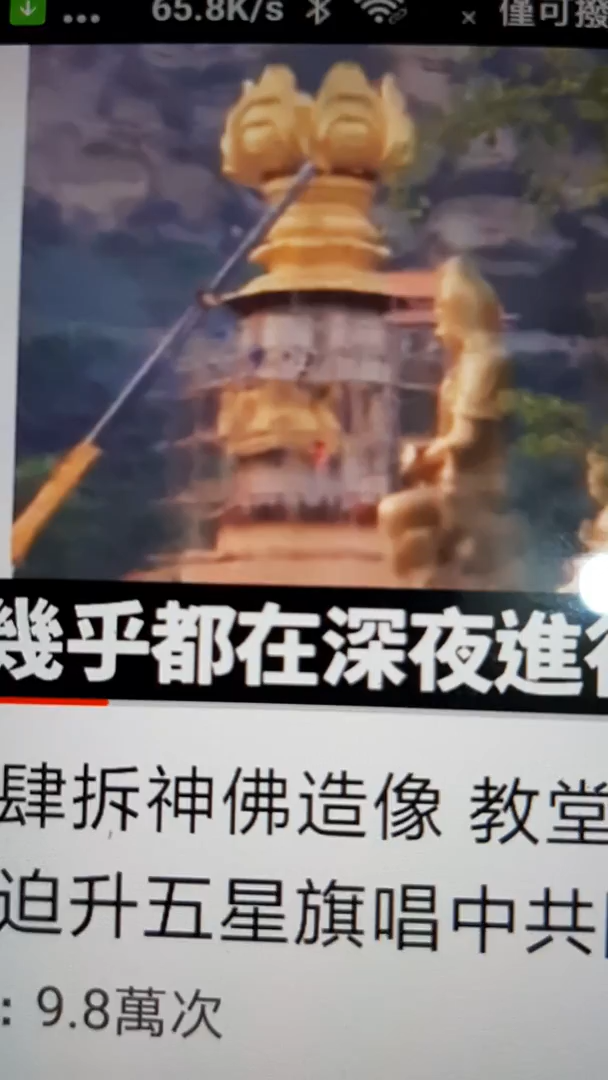 65.8K/s
僅可撥
幾乎都在深夜進行
肆拆神佛造像 教堂
迫升五星旗唱中共
：9.8萬次